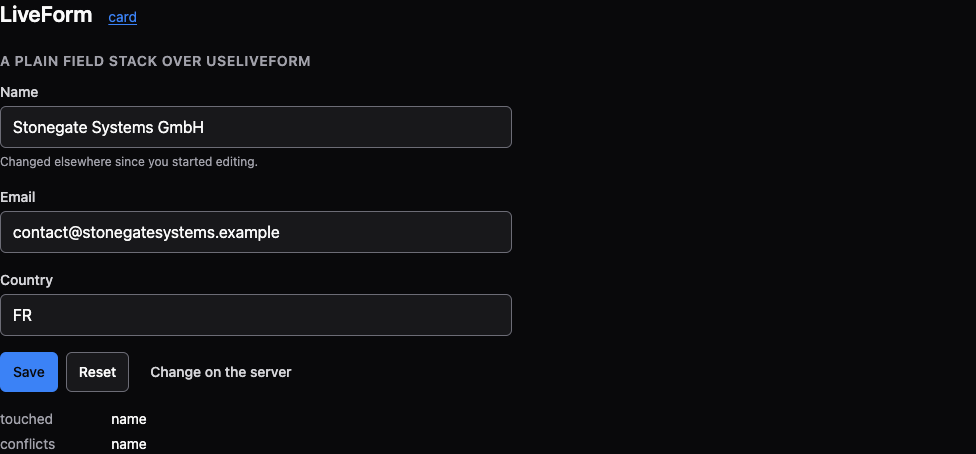 LiveForm card
A PLAIN FIELD STACK OVER USELIVEFORM
Name
Stonegate Systems GmbH
Changed elsewhere since you started editing.
Email
contact@stonegatesystems.example
Country
FR
Save Reset Change on the server
touched name
conflicts name